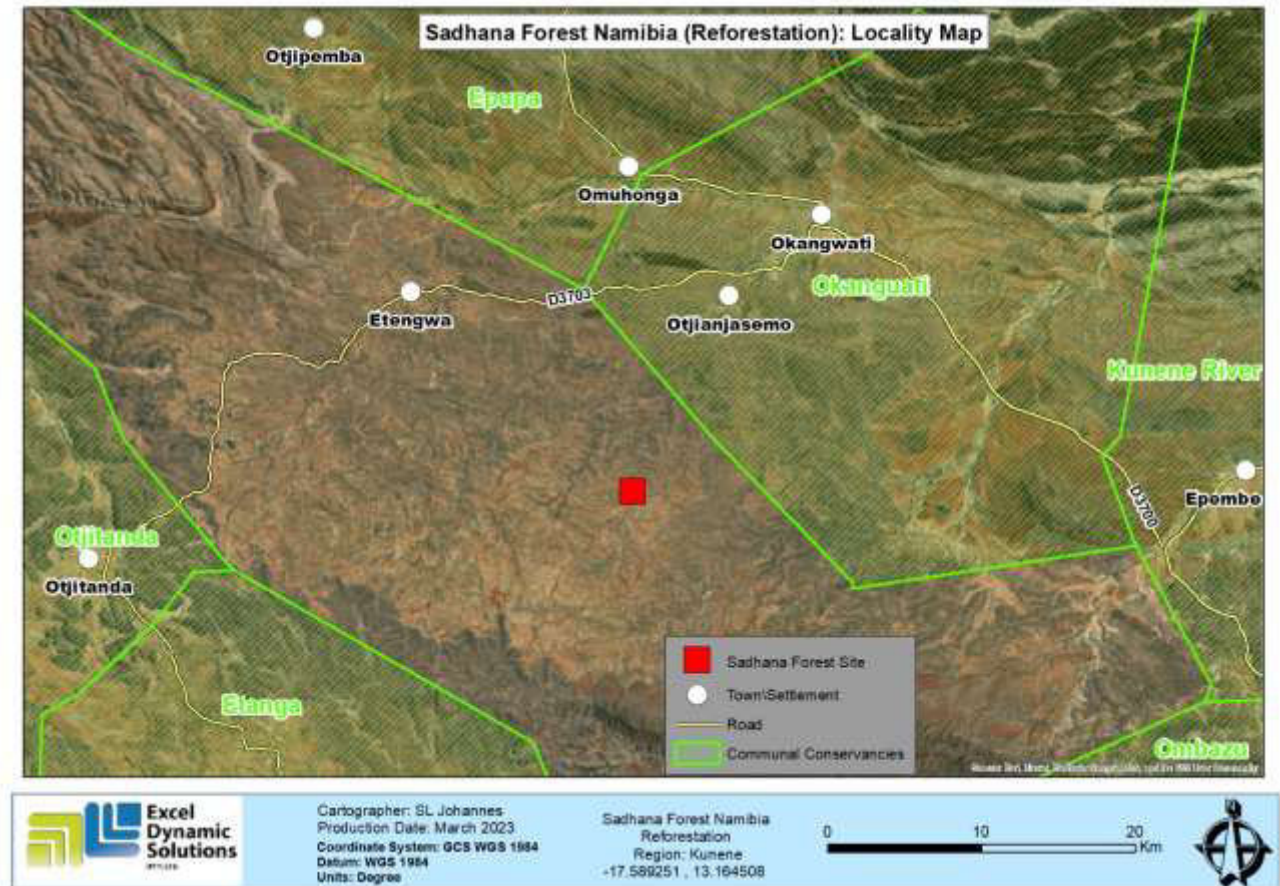 Sadhana Forest Namibia (Reforestation): Locality Map
Otjipemba
Epupa
Omuhonga
Okangwati
Okanguati
D3703
Etengwa
Otjianjasemo
Kunene River
Epembe
D3700
Otjitanda
Otjitanda
Etanga
Ombazu
Sadhana Forest Site
Town\Settlement
Road
Communal Conservancies
Excel
Dynamic
Solutions
Cartographer: SL Johannes
Production Date: March 2023
Coordinate System: GCS WGS 1984
Datum: WGS 1984
Units: Degree
Sadhana Forest Namibia
Reforestation
Region: Kunene
-17.589251 , 13.164508
0 10 20
Km